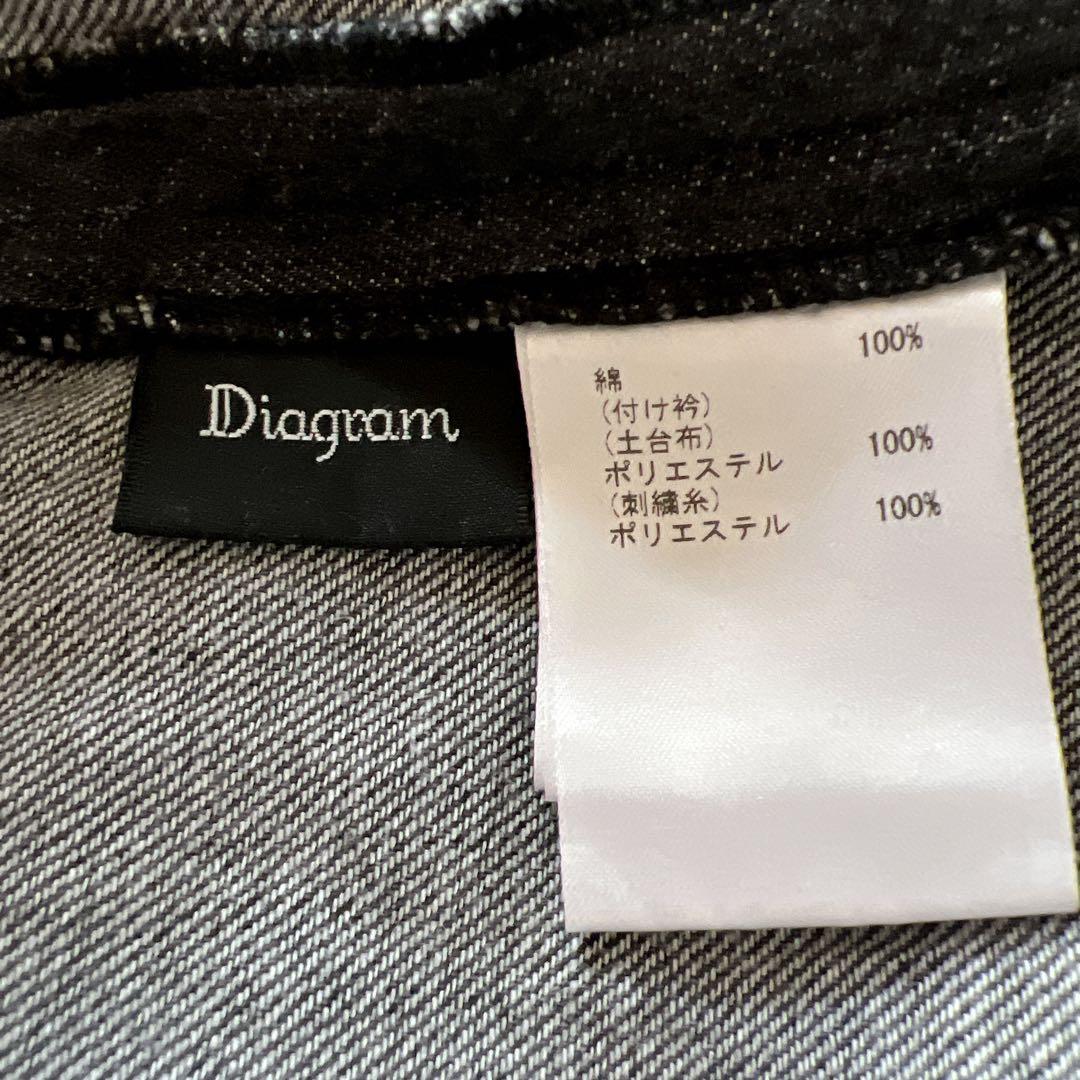 Diagram
綿 100%
(付け衿)
(土台布)
ポリエステル 100%
(刺繍糸)
ポリエステル 100%